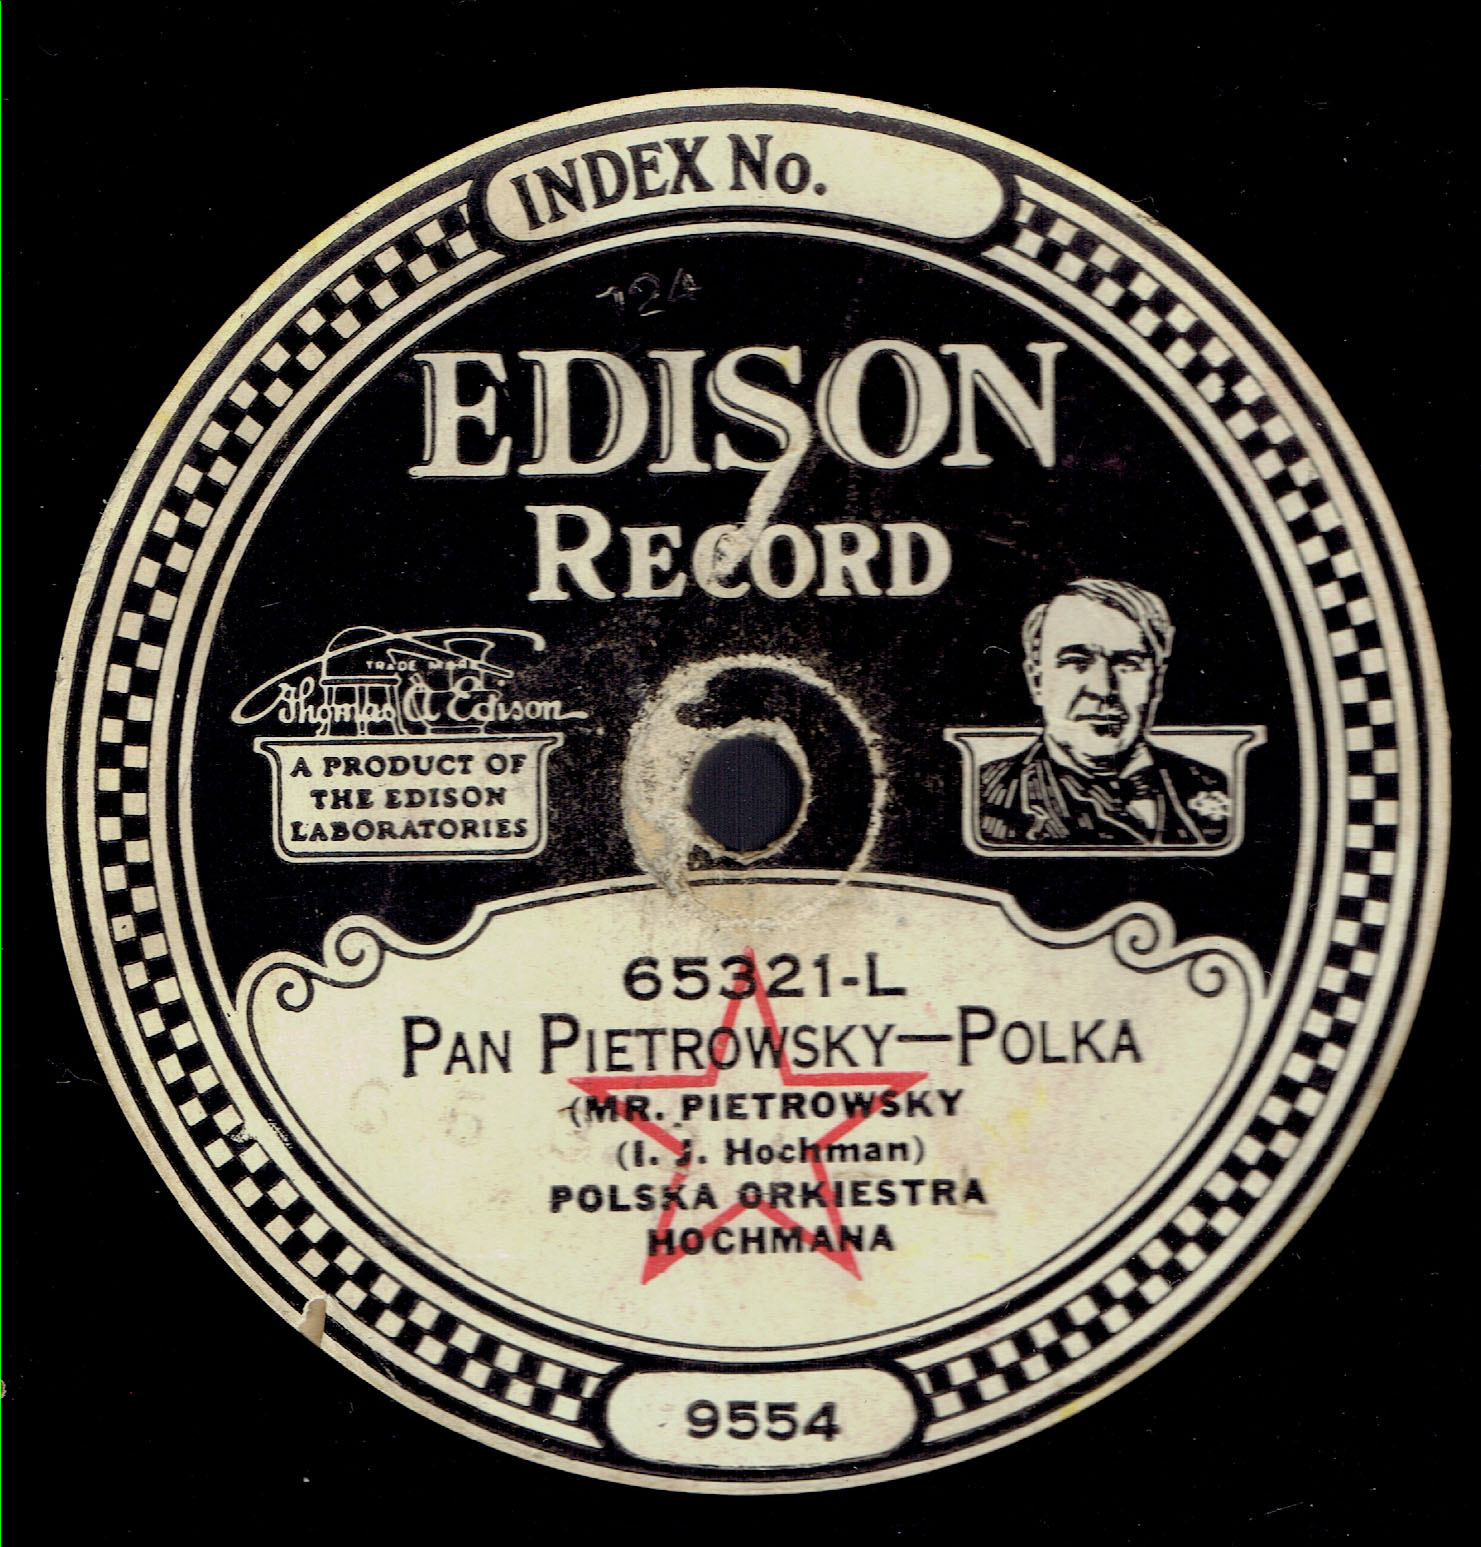 INDEX No.
124
EDISON
RECORD
TRADE MARK
Thomas A Edison
A PRODUCT OF
THE EDISON
LABORATORIES
65321-L
PAN PIETROWSKY—POLKA
(MR. PIETROWSKY
(I. J. Hochman)
POLSKA ORKIESTRA
HOCHMANA
9554